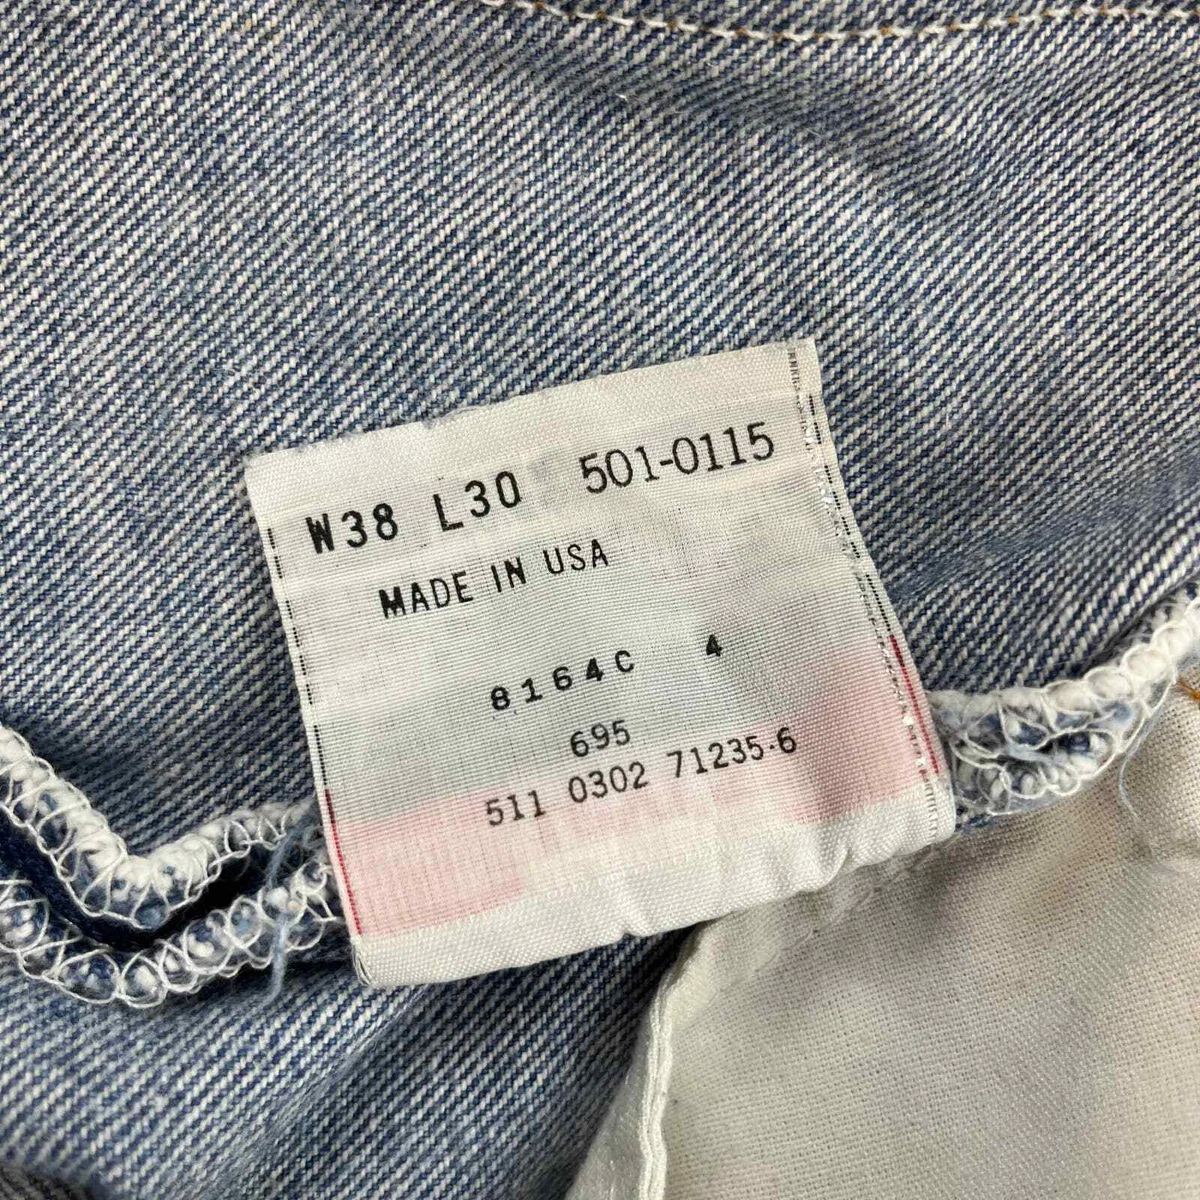 W38 L30 501-0115
MADE IN USA
8164C 4
695
511 0302 71235-6